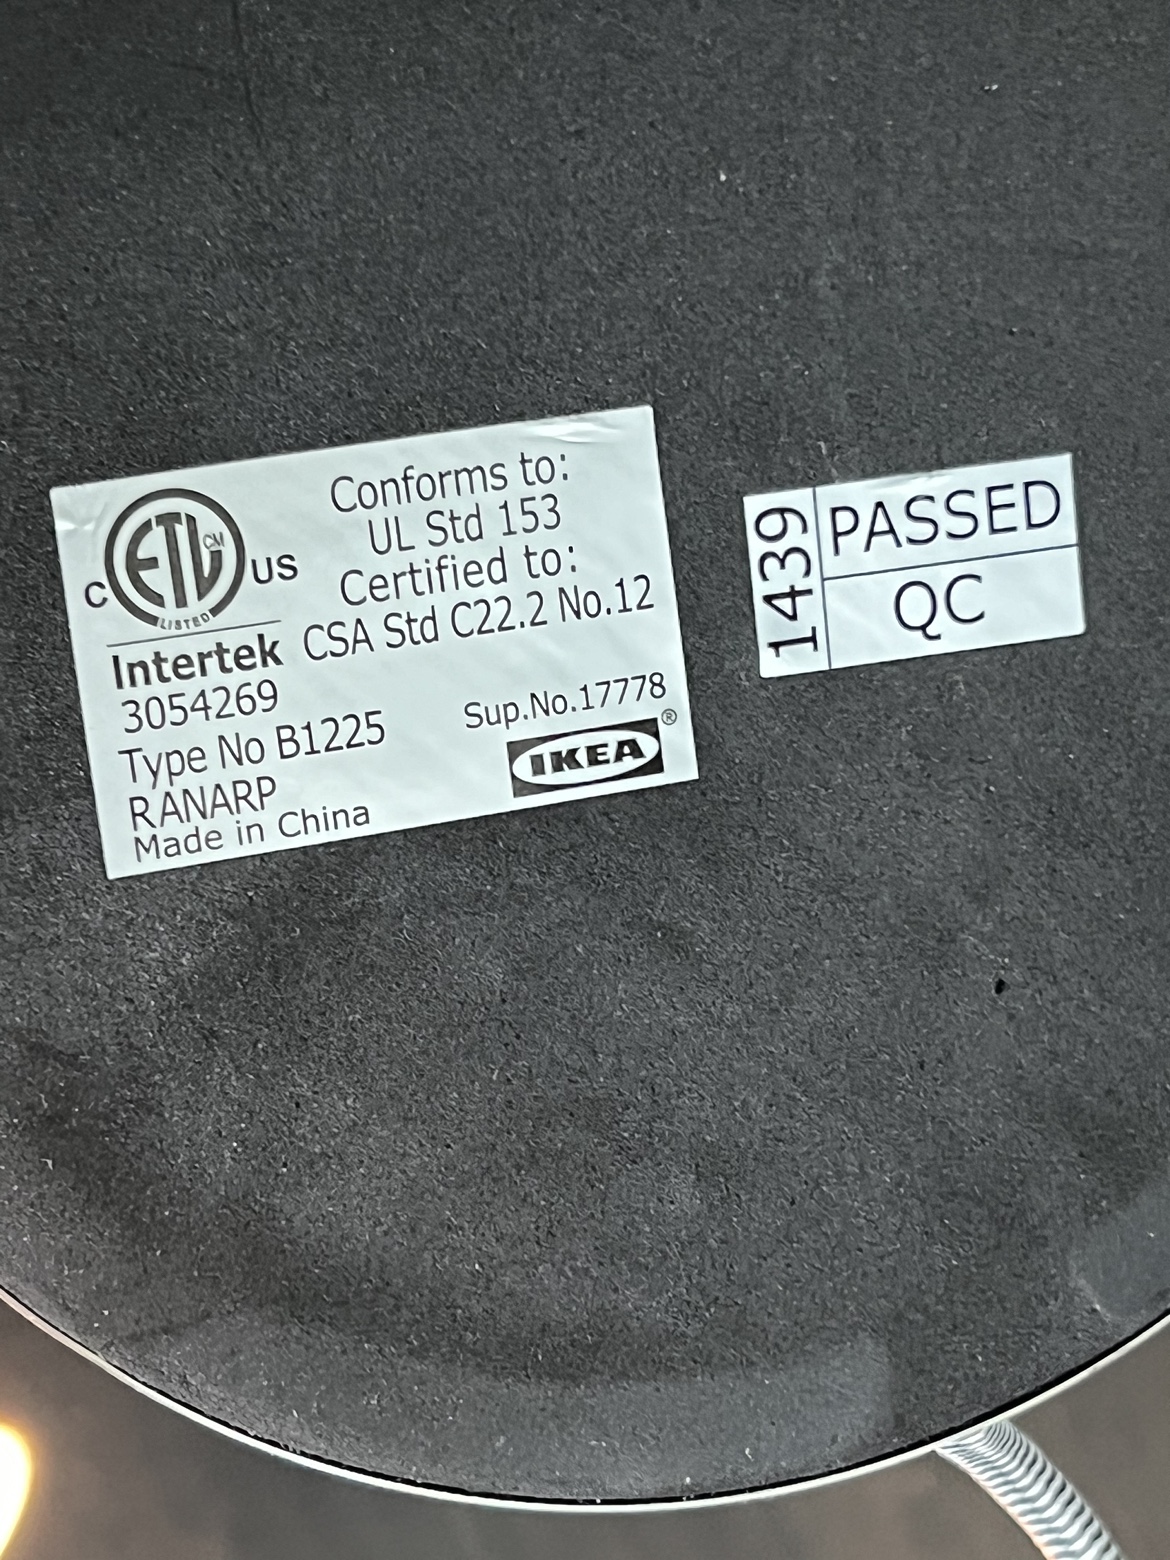 Conforms to:
UL Std 153
Certified to:
CSA Std C22.2 No.12
C ETL CM US
LISTED
Intertek
3054269
Type No B1225
RANARP
Made in China
Sup.No.17778
IKEA®
1439
PASSED
QC